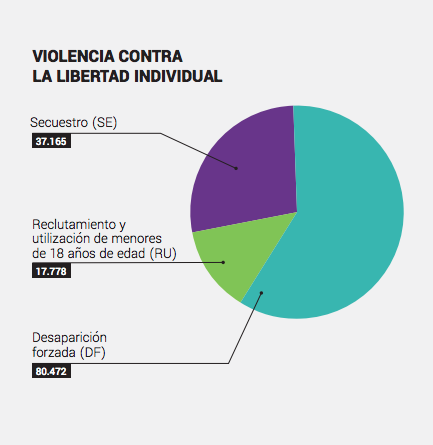 VIOLENCIA CONTRA
LA LIBERTAD INDIVIDUAL
Secuestro (SE)
37.165
Reclutamiento y
utilización de menores
de 18 años de edad (RU)
17.778
Desaparición
forzada (DF)
80.472